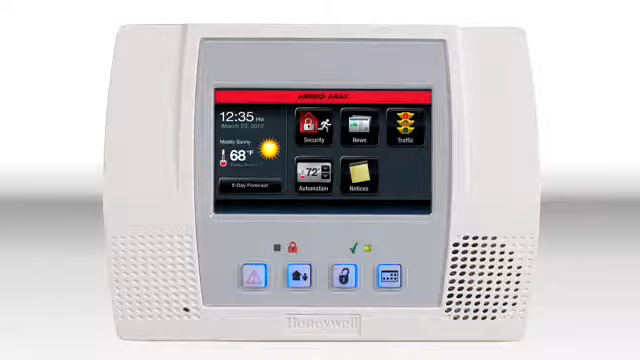 ARMED AWAY
12:35 PM
March 23, 2012
Mostly Sunny
68°F
5-Day Forecast
Security
News
Traffic
72°
Automation
Notices
Honeywell